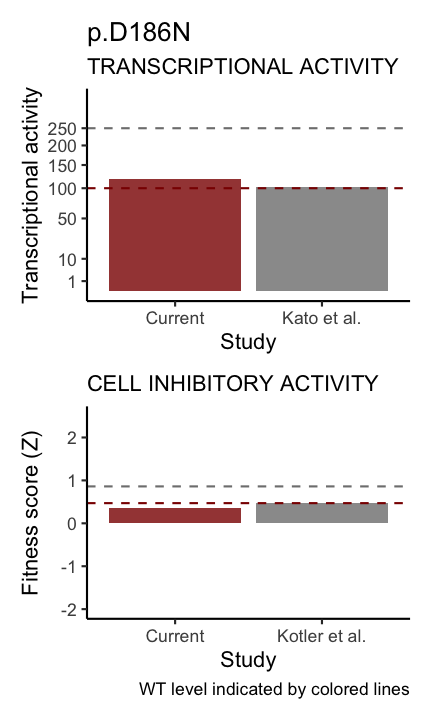 p.D186N
TRANSCRIPTIONAL ACTIVITY
Transcriptional activity
250
200
150
100
50
10
1
Current
Kato et al.
Study
CELL INHIBITORY ACTIVITY
Fitness score (Z)
2
1
0
-1
-2
Current
Kotler et al.
Study
WT level indicated by colored lines